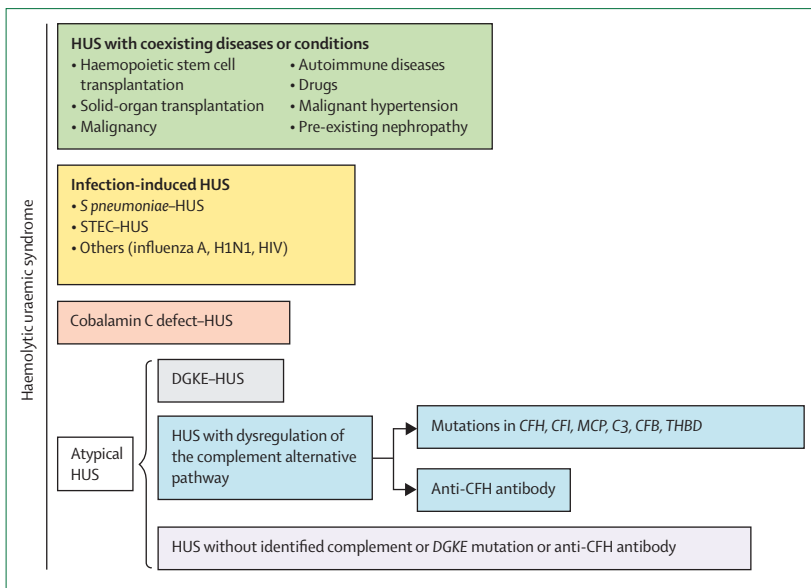 Haemolytic uraemic syndrome
HUS with coexisting diseases or conditions
• Haemopoietic stem cell
transplantation
• Solid-organ transplantation
• Malignancy
• Autoimmune diseases
• Drugs
• Malignant hypertension
• Pre-existing nephropathy
Infection-induced HUS
• S pneumoniae–HUS
• STEC–HUS
• Others (influenza A, H1N1, HIV)
Cobalamin C defect–HUS
Atypical
HUS
DGKE–HUS
HUS with dysregulation of
the complement alternative
pathway
Mutations in CFH, CFI, MCP, C3, CFB, THBD
Anti-CFH antibody
HUS without identified complement or DGKE mutation or anti-CFH antibody